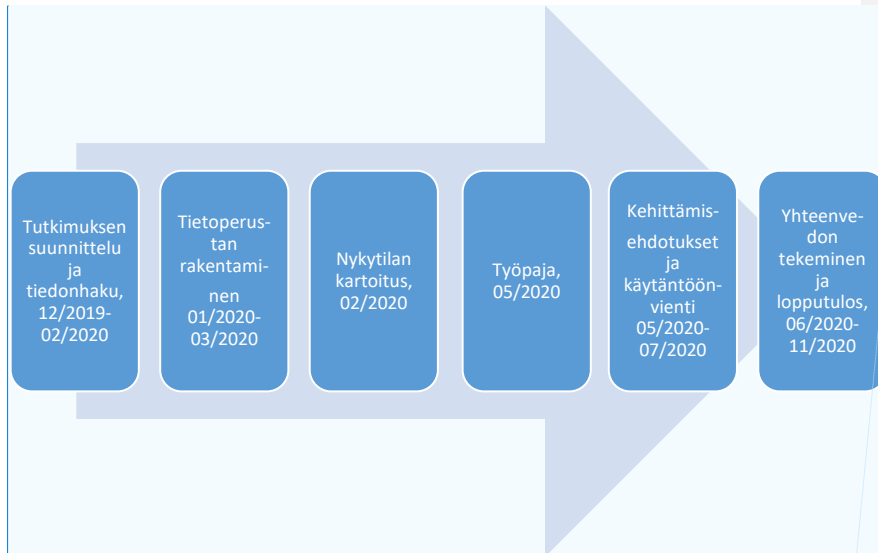 Tutkimuksen
suunnittelu
ja
tiedonhaku,
12/2019-
02/2020
Tietoperus-
tan
rakentami-
nen
01/2020-
03/2020
Nykytilan
kartoitus,
02/2020
Työpaja,
05/2020
Kehittämis-
ehdotukset
ja
käytäntöön-
vienti
05/2020-
07/2020
Yhteenve-
don
tekeminen
ja
lopputulos,
06/2020-
11/2020